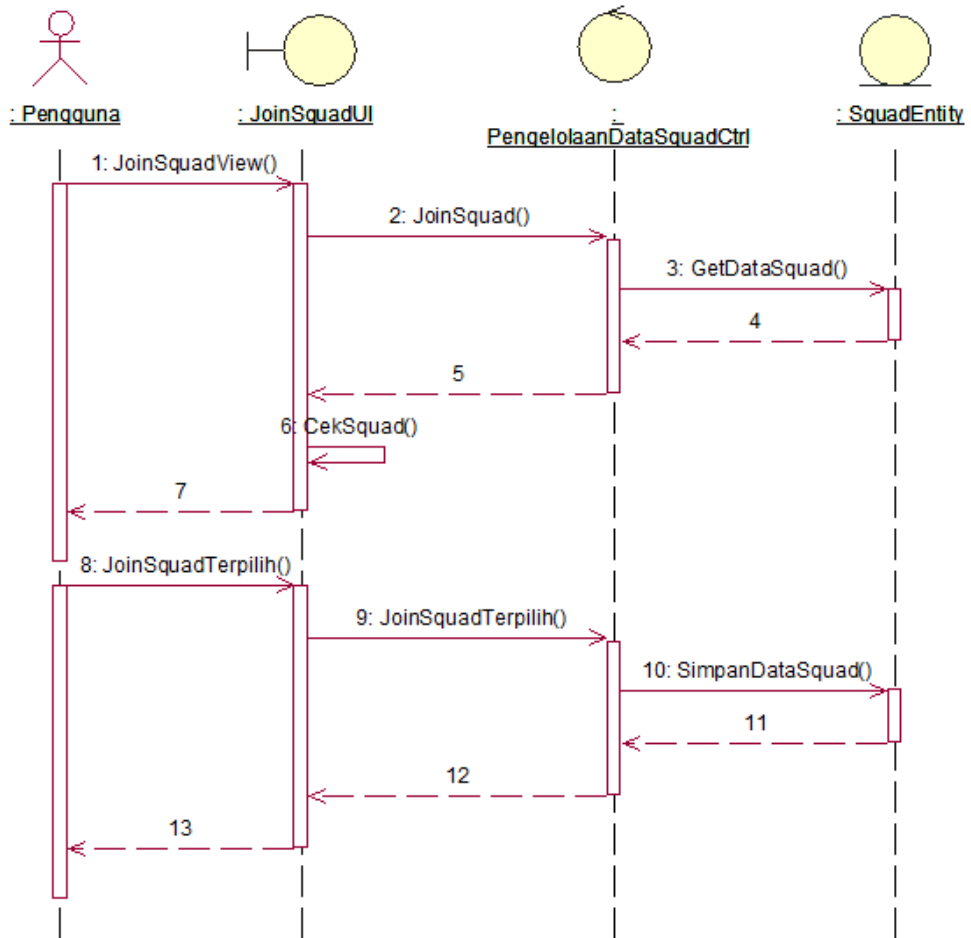 : Pengguna
: JoinSquadUI
:
PengelolaanDataSquadCtrl
: SquadEntity
1: JoinSquadView()
2: JoinSquad()
3: GetDataSquad()
4
5
6: CekSquad()
7
8: JoinSquadTerpilih()
9: JoinSquadTerpilih()
10: SimpanDataSquad()
11
12
13